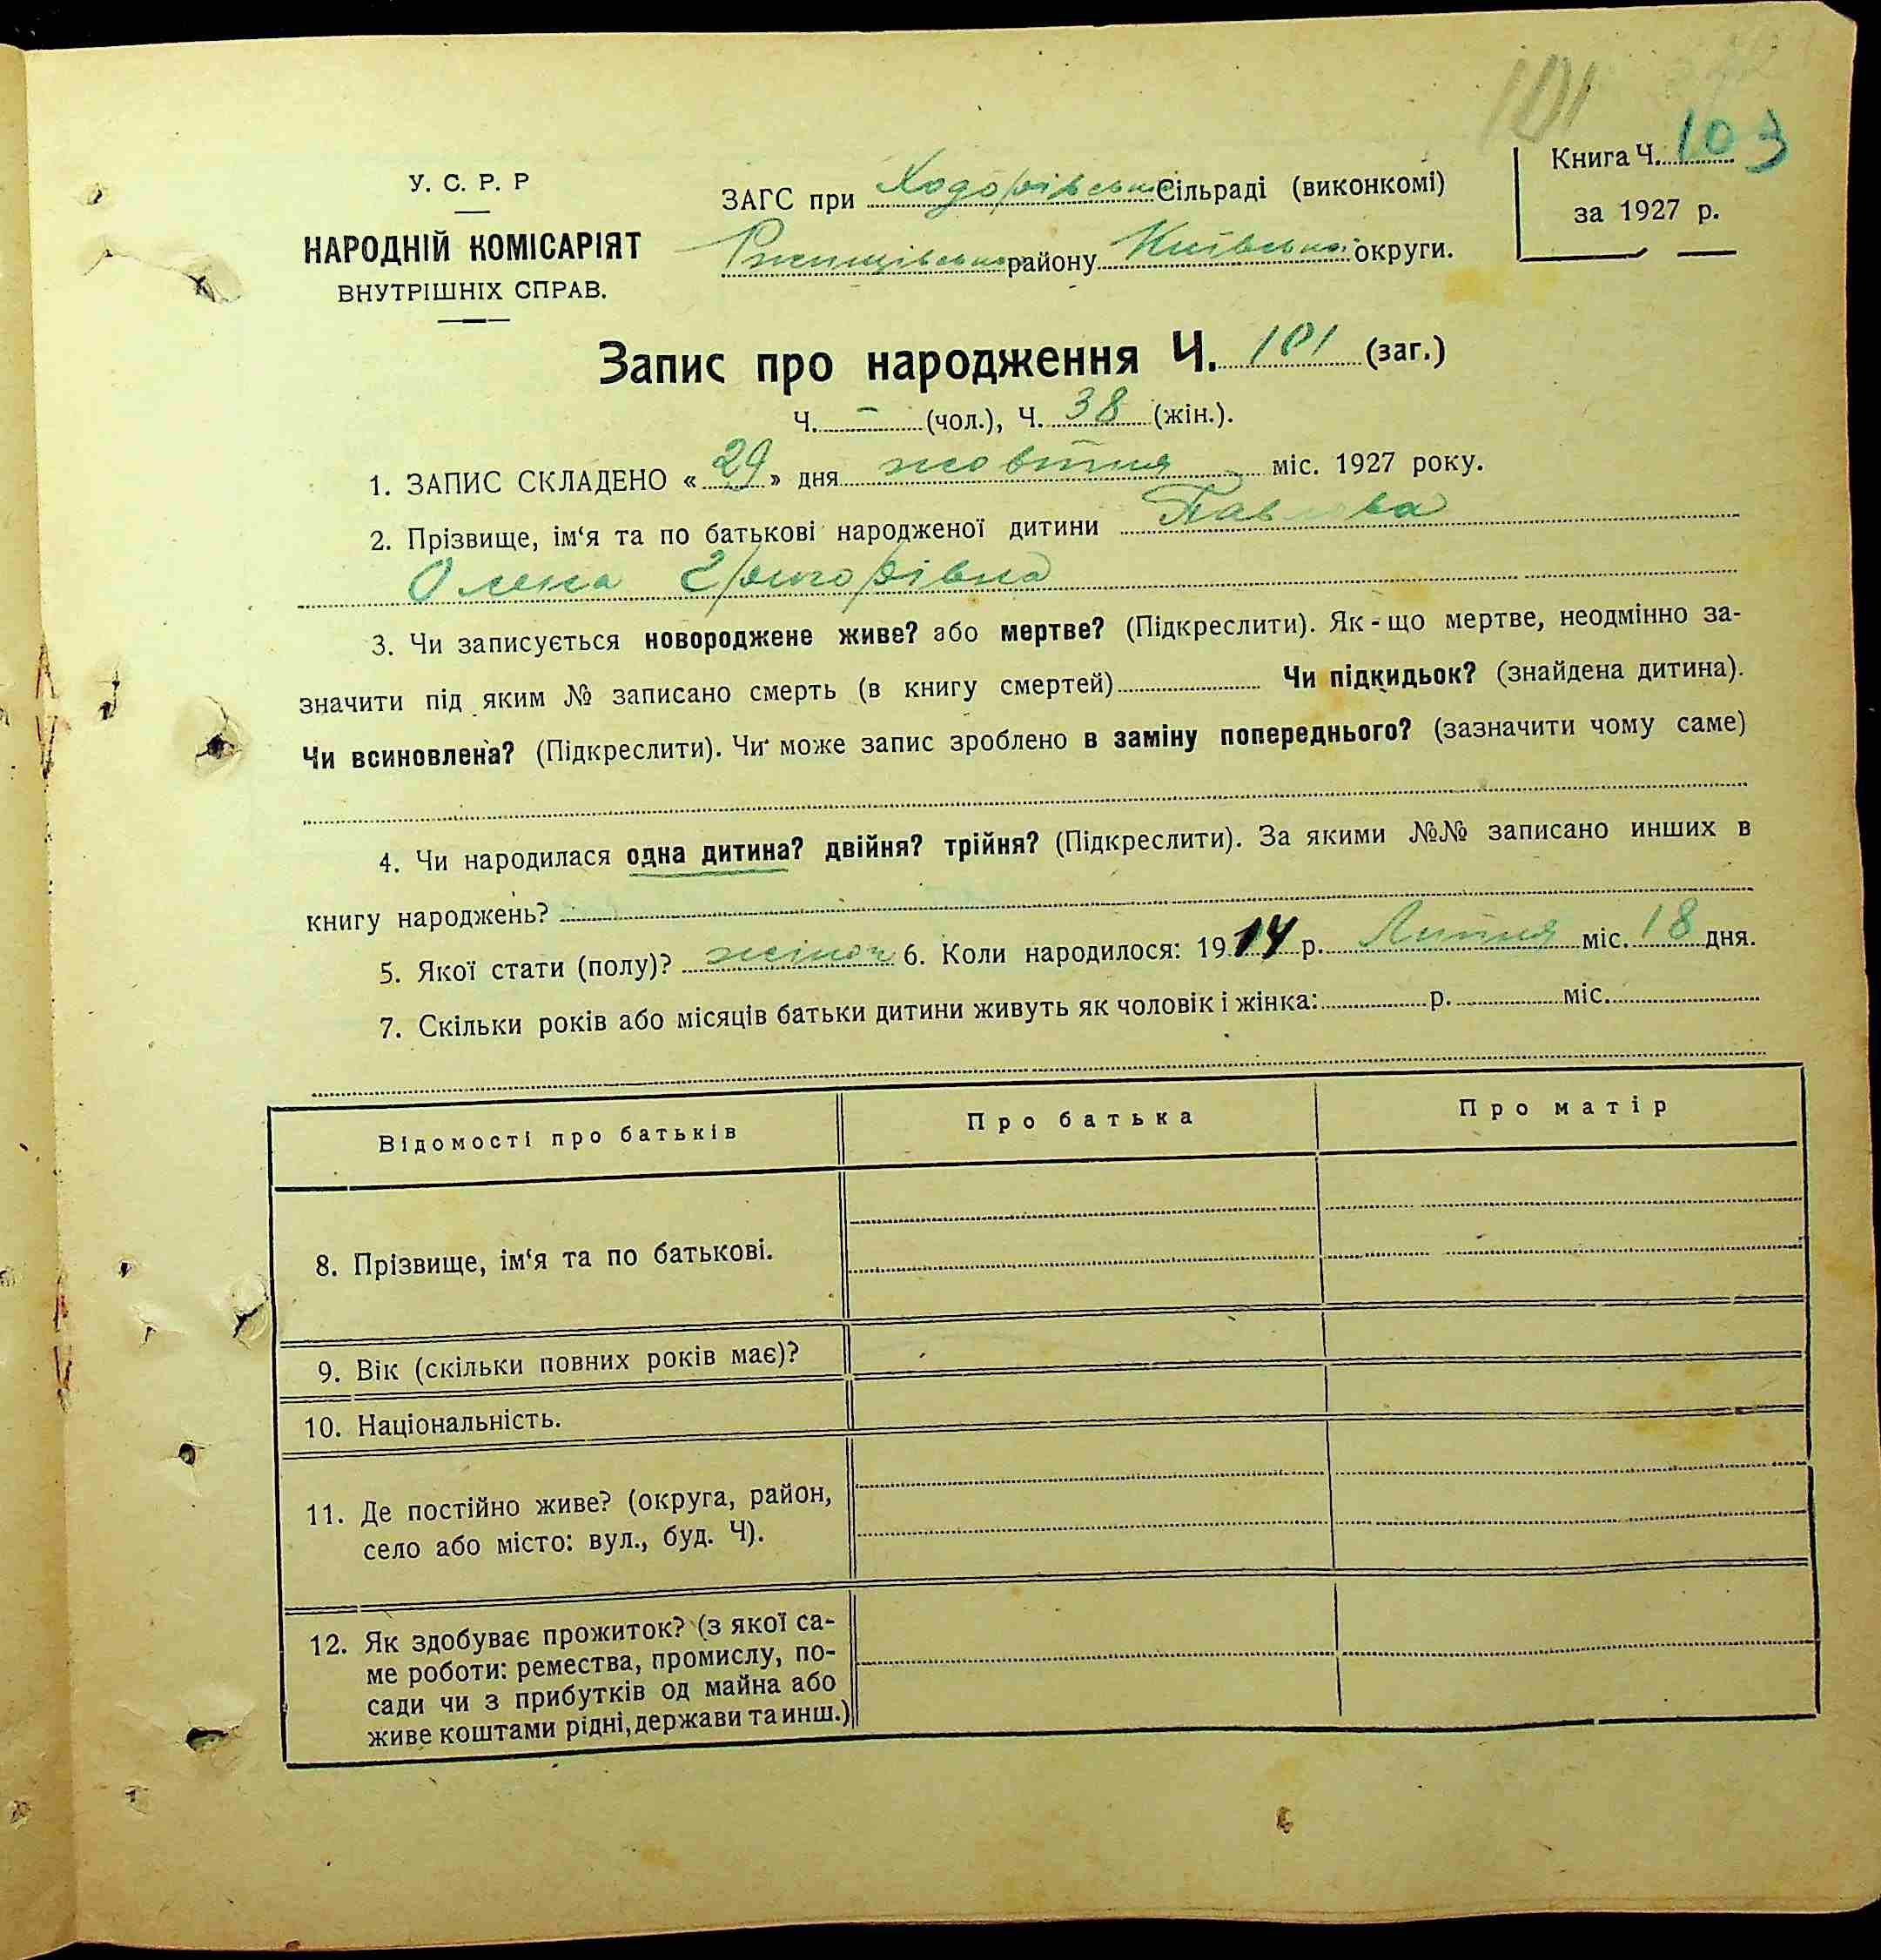 101
103
Книга Ч.
за 1927 р.
У. С. Р. Р
НАРОДНІЙ КОМІСАРІЯТ
ВНУТРІШНІХ СПРАВ.
ЗАГС при Ходорівськ. Сільраді (виконкомі)
Ржищівськ. району Київсько. округи.
Запис про народження Ч. 101 (заг.)
Ч. – (чол.), Ч. 38 (жін.).
1. ЗАПИС СКЛАДЕНО « 29 » дня жовтня міс. 1927 року.
2. Прізвище, ім‘я та по батькові народженої дитини
Олена Григорівна
3. Чи записується новороджене живе? або мертве? (Підкреслити). Як - що мертве, неодмінно за-
значити під яким № записано смерть (в книгу смертей) Чи підкидьок? (знайдена дитина).
Чи всиновлена? (Підкреслити). Чи може запис зроблено в заміну попереднього? (зазначити чому саме)
4. Чи народилася одна дитина? двійня? трійня? (Підкреслити). За якими №№ записано инших в
книгу народжень?
5. Якої стати (полу)? жіноч 6. Коли народилося: 1914 р. Липня міс. 18 дня.
7. Скільки років або місяців батьки дитини живуть як чоловік і жінка: р. міс.
Відомості про батьків Про батька Про матір
8. Прізвище, ім‘я та по батькові.
9. Вік (скільки повних років має)?
10. Національність.
11. Де постійно живе? (округа, район,
село або місто: вул., буд. Ч).
12. Як здобуває прожиток? (з якої са-
ме роботи: ремества, промислу, по-
сади чи з прибутків од майна або
живе коштами рідні, держави та инш.)